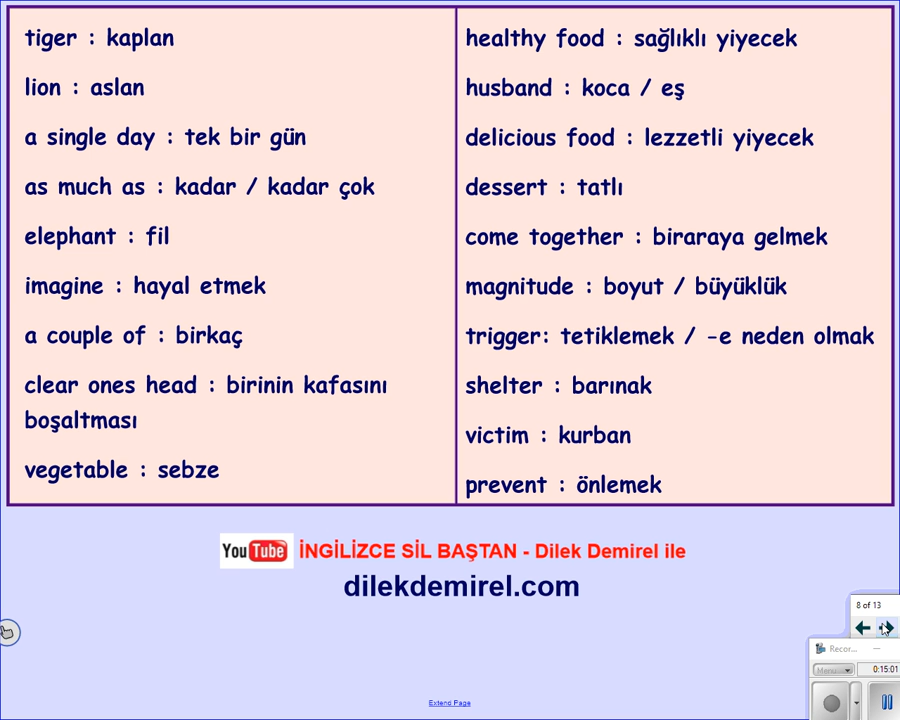 tiger : kaplan
lion : aslan
a single day : tek bir gün
as much as : kadar / kadar çok
elephant : fil
imagine : hayal etmek
a couple of : birkaç
clear ones head : birinin kafasını
boşaltması
vegetable : sebze
healthy food : sağlıklı yiyecek
husband : koca / eş
delicious food : lezzetli yiyecek
dessert : tatlı
come together : biraraya gelmek
magnitude : boyut / büyüklük
trigger: tetiklemek / -e neden olmak
shelter : barınak
victim : kurban
prevent : önlemek
YouTube İNGİLİZCE SİL BAŞTAN - Dilek Demirel ile
dilekdemirel.com
8 of 13
Recor...
Menu
0:15:01
Extend Page